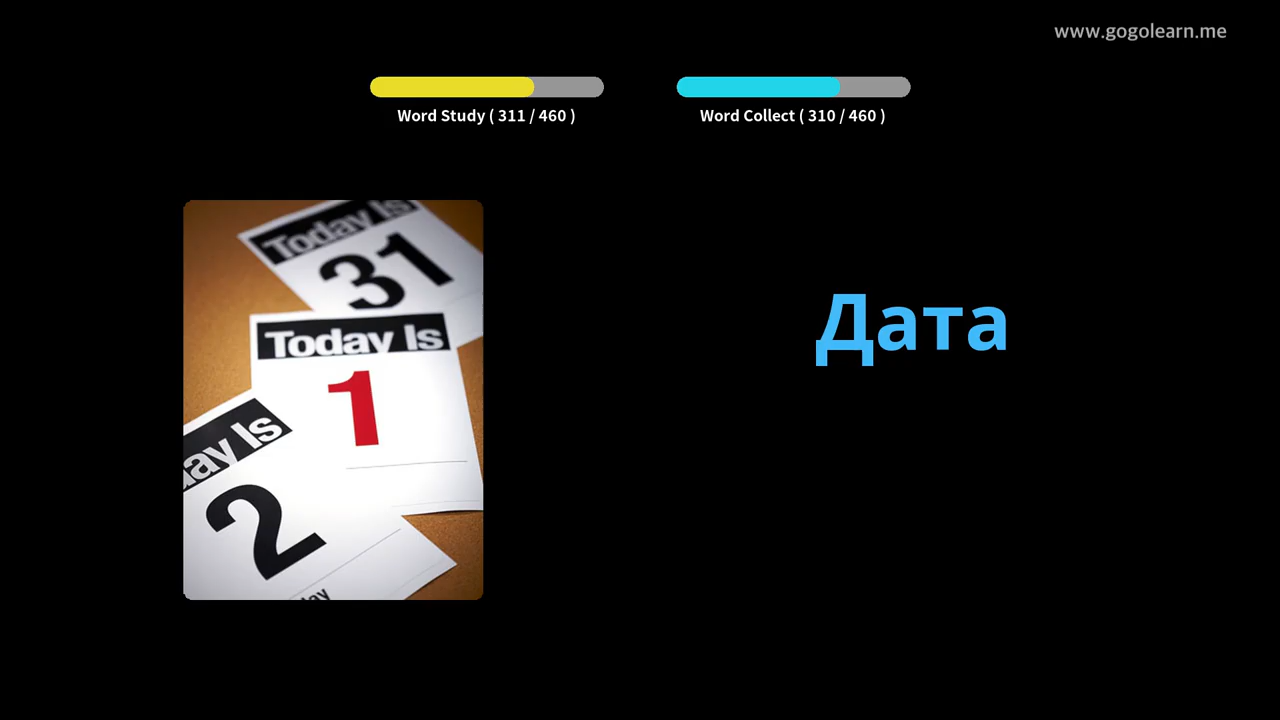 www.gogolearn.me
Word Study ( 311 / 460 )
Word Collect ( 310 / 460 )
Today Is
31
Today Is
1
ay Is
2
Дата